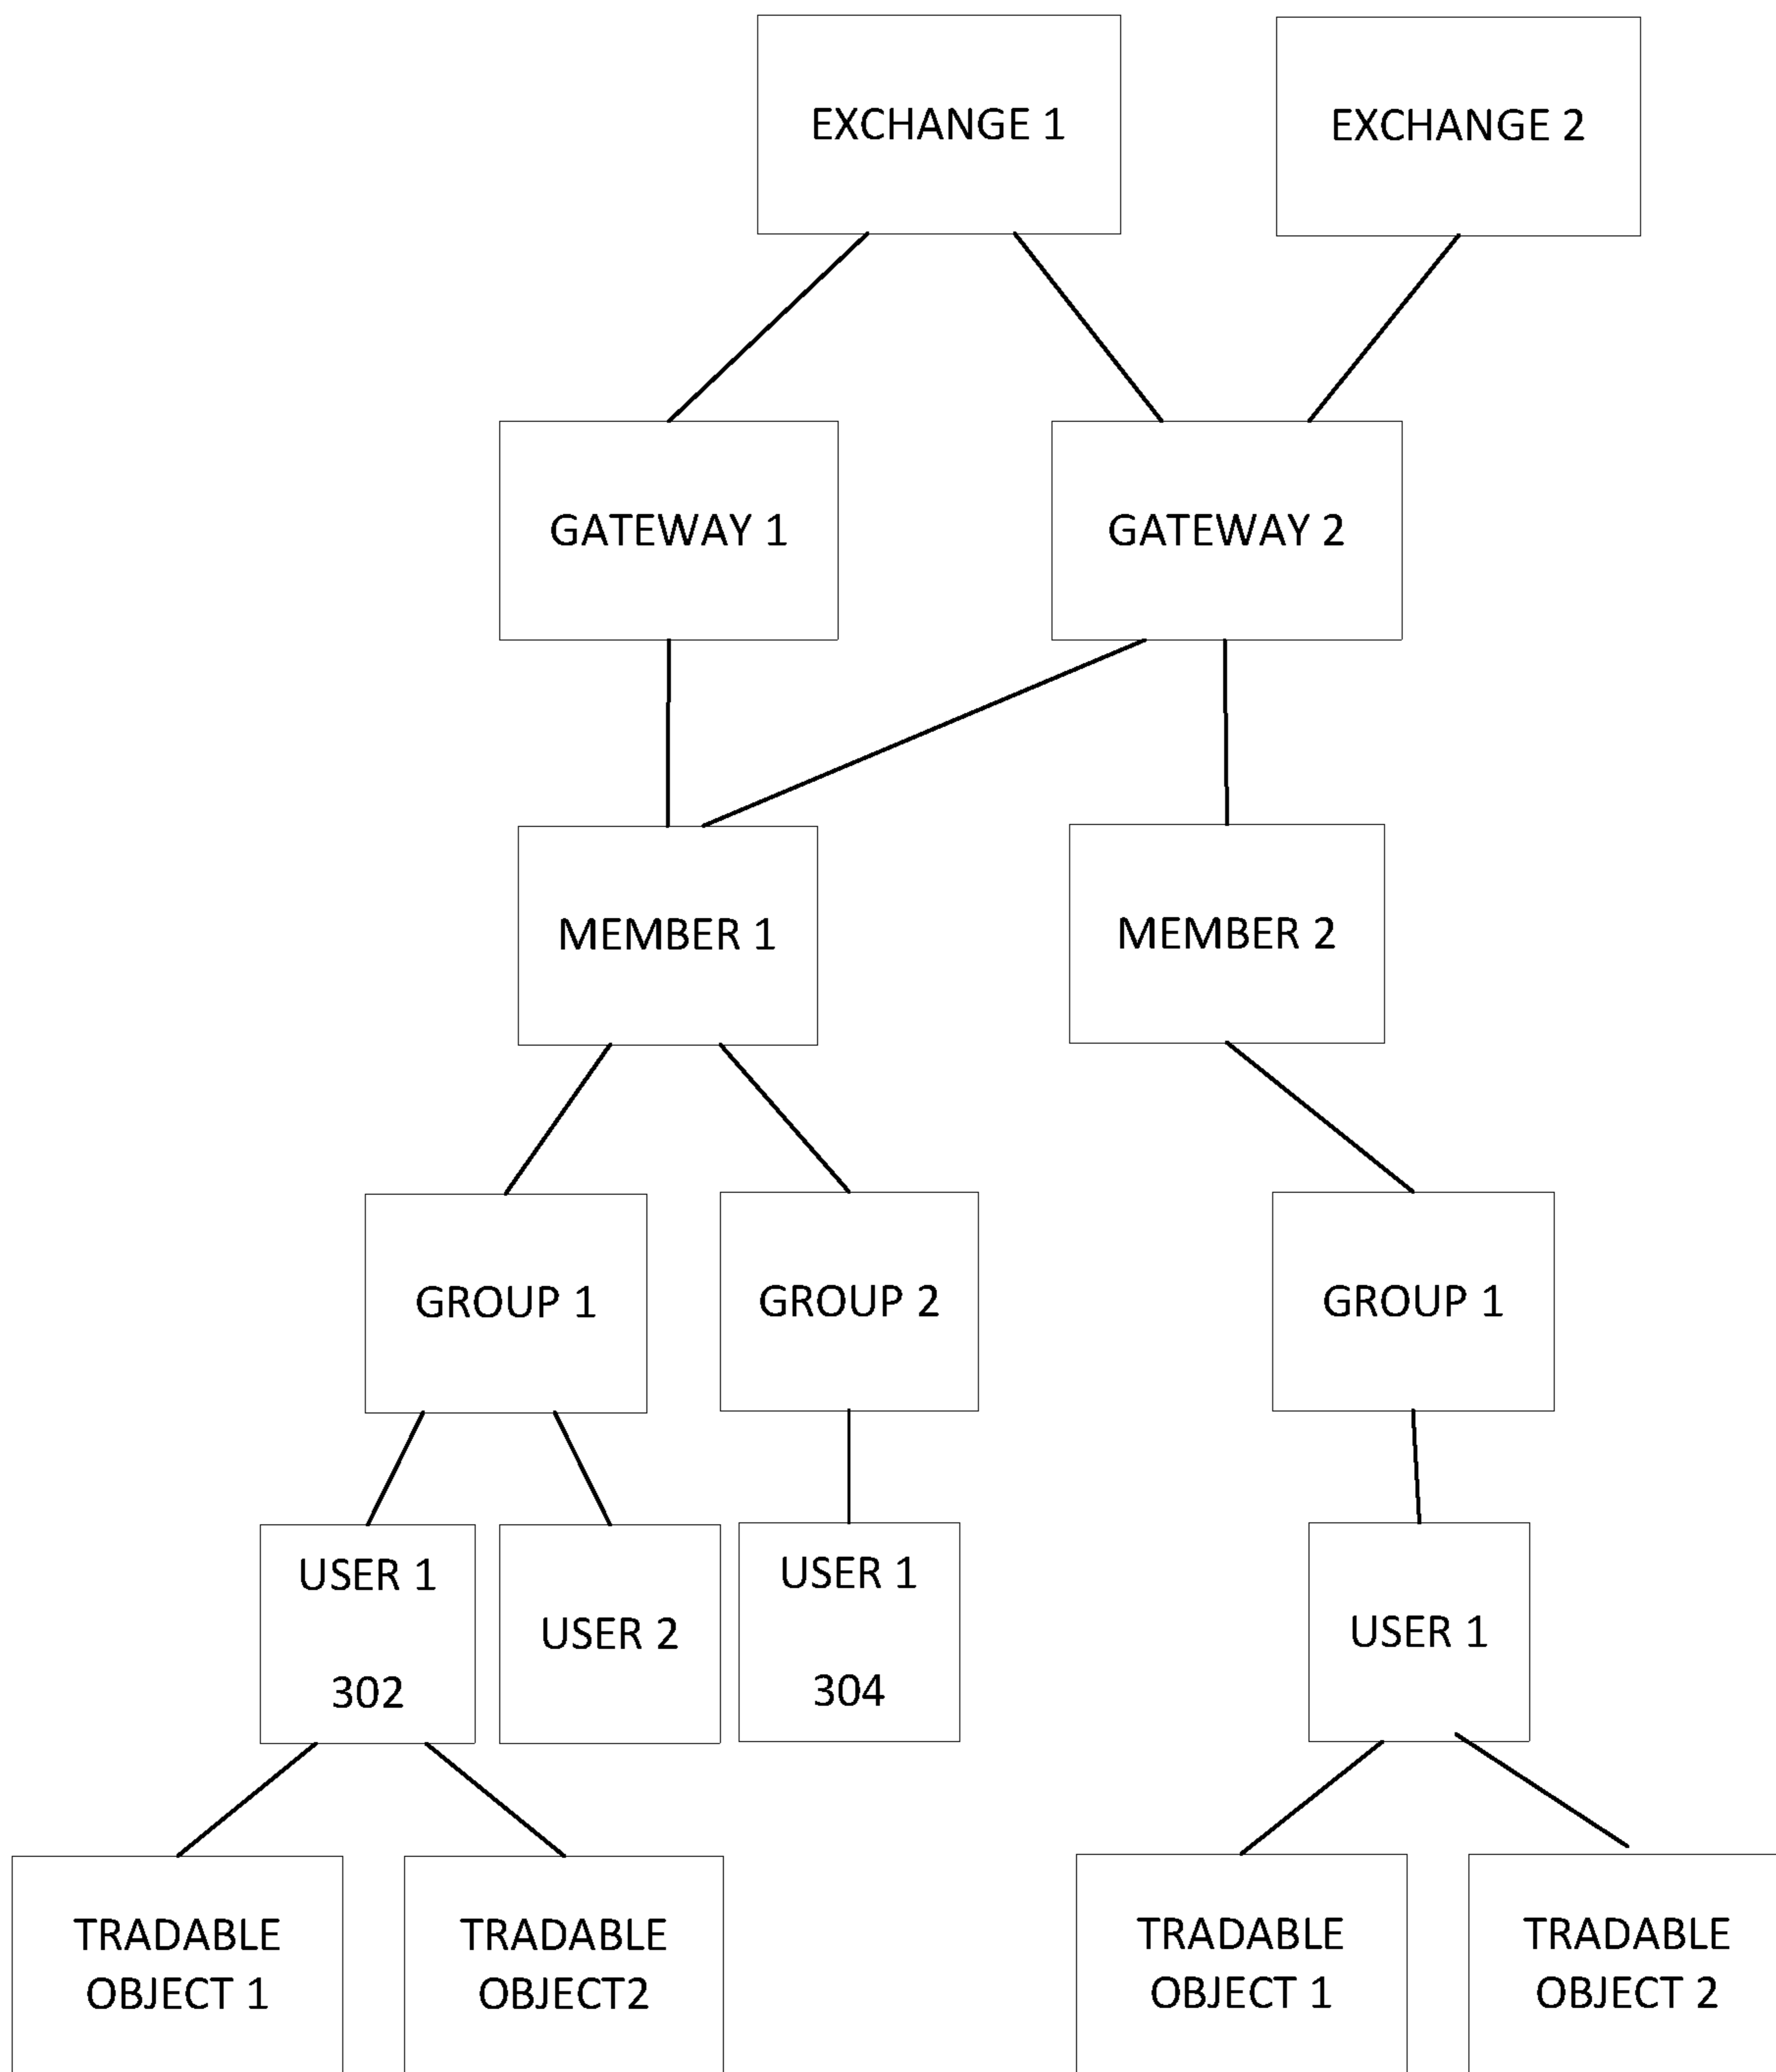 EXCHANGE 1
EXCHANGE 2
GATEWAY 1
GATEWAY 2
MEMBER 1
MEMBER 2
GROUP 1
GROUP 2
GROUP 1
USER 1
302
USER 2
USER 1
304
USER 1
TRADABLE
OBJECT 1
TRADABLE
OBJECT2
TRADABLE
OBJECT 1
TRADABLE
OBJECT 2